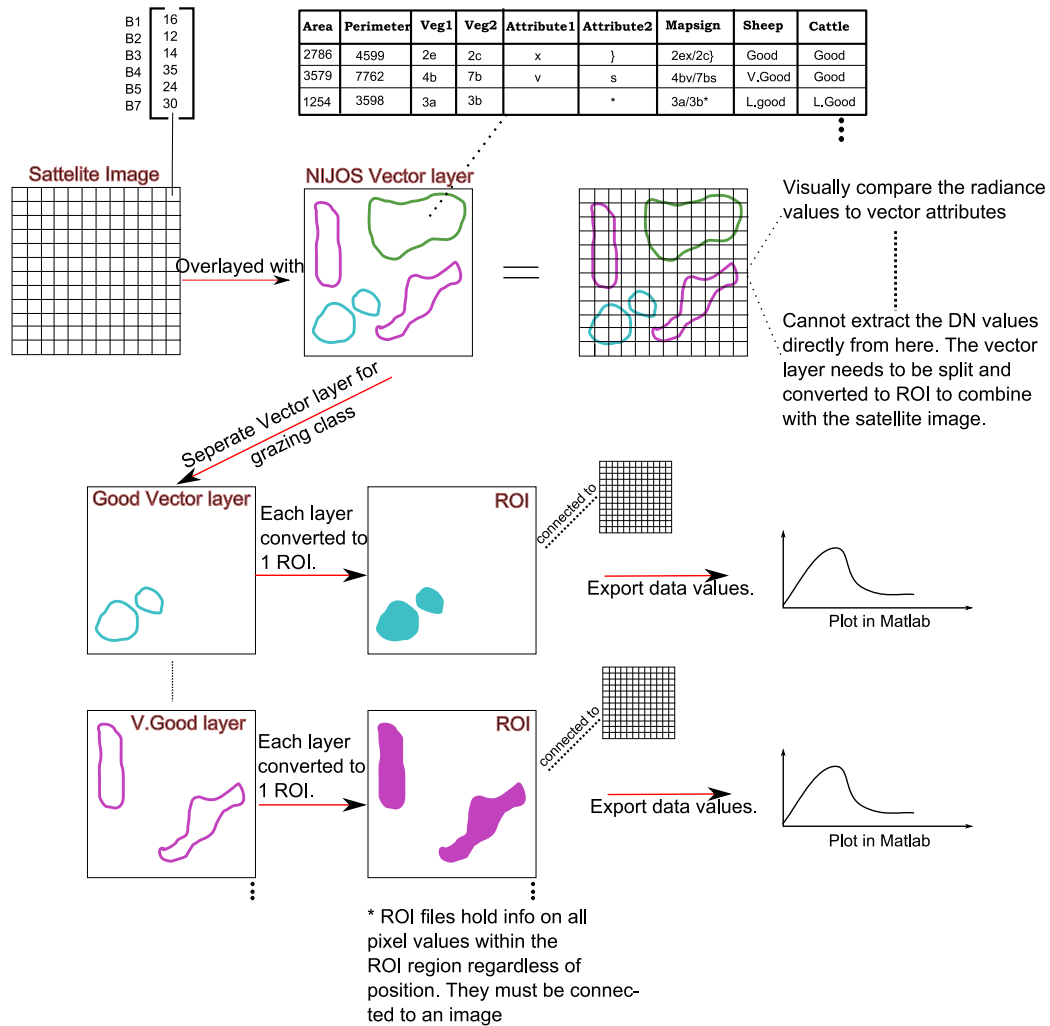 B1 16
B2 12
B3 14
B4 35
B5 24
B7 30
Area Perimeter Veg1 Veg2 Attribute1 Attribute2 Mapsign Sheep Cattle
2786 4599 2e 2c x } 2ex/2c} Good Good
3579 7762 4b 7b v s 4bv/7bs V.Good Good
1254 3598 3a 3b * 3a/3b* L.good L.Good
Sattelite Image
NIJOS Vector layer
Overlayed with
=
Visually compare the radiance
values to vector attributes
Cannot extract the DN values
directly from here. The vector
layer needs to be split and
converted to ROI to combine
with the satellite image.
Seperate Vector layer for
grazing class
Good Vector layer
Each layer
converted to
1 ROI.
ROI
connected to
Export data values.
Plot in Matlab
V.Good layer
Each layer
converted to
1 ROI.
ROI
connected to
Export data values.
Plot in Matlab
* ROI files hold info on all
pixel values within the
ROI region regardless of
position. They must be connec-
ted to an image